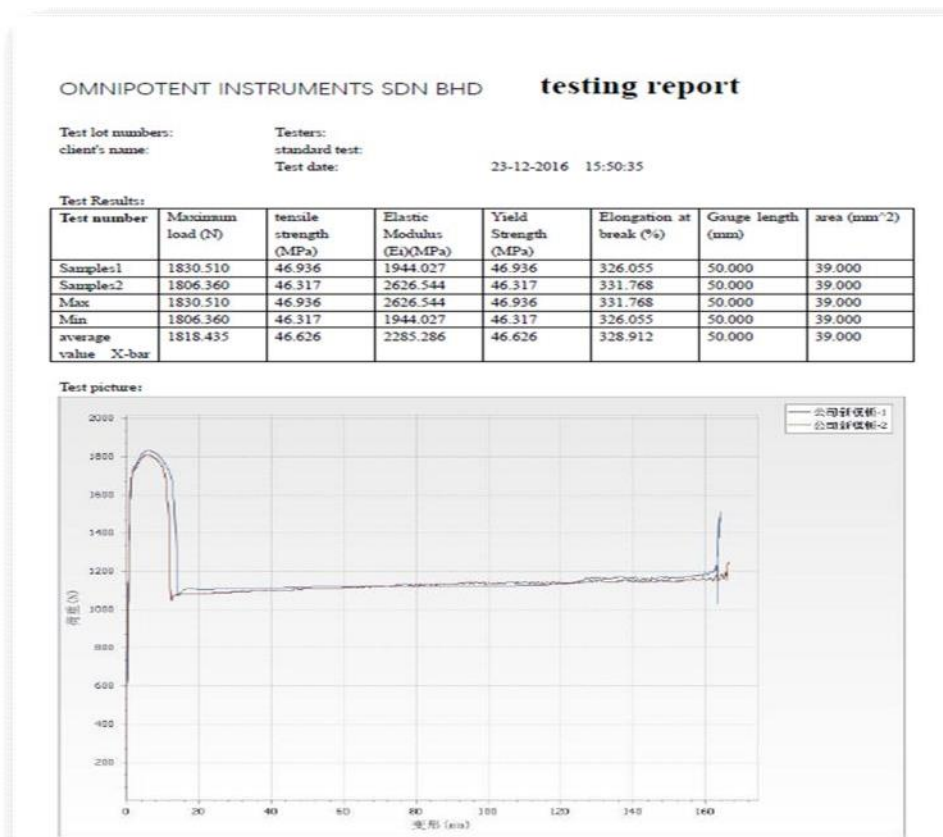 OMNIPOTENT INSTRUMENTS SDN BHD testing report
Test lot numbers: Testers:
client's name: standard test:
Test date: 23-12-2016 15:50:35
Test Results:
Test number Maximum load (N) tensile strength (MPa) Elastic Modulus (Ei)(MPa) Yield Strength (MPa) Elongation at break (%) Gauge length (mm) area (mm^2)
Samples1 1830.510 46.936 1944.027 46.936 326.055 50.000 39.000
Samples2 1806.360 46.317 2626.544 46.317 331.768 50.000 39.000
Max 1830.510 46.936 2626.544 46.936 331.768 50.000 39.000
Min 1806.360 46.317 1944.027 46.317 326.055 50.000 39.000
average value X-bar 1818.435 46.626 2285.286 46.626 328.912 50.000 39.000
Test picture:
2000
1800
1600
1400
1200
1000
800
600
400
200
0 20 40 60 80 100 120 140 160
变形 (mm)